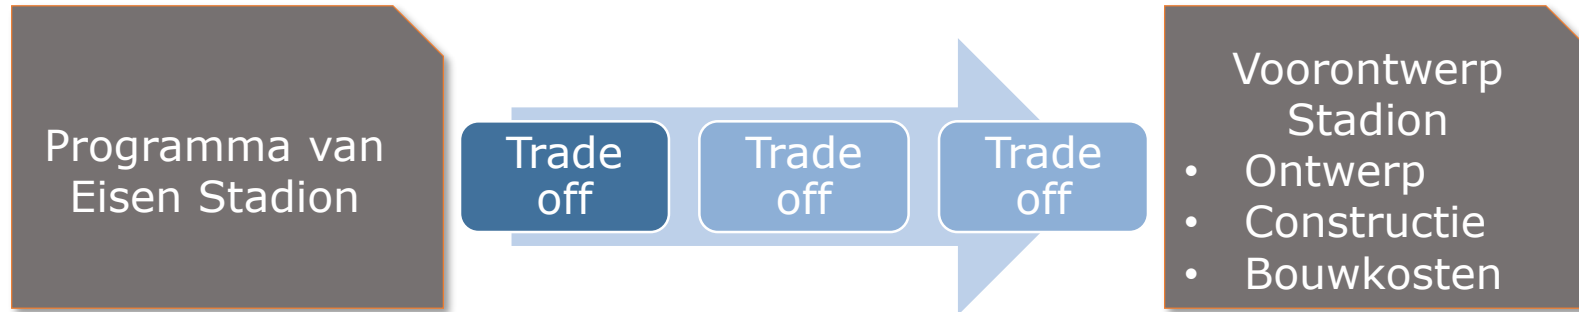 Programma van
Eisen Stadion
Trade
off
Trade
off
Trade
off
Voorontwerp
Stadion
• Ontwerp
• Constructie
• Bouwkosten